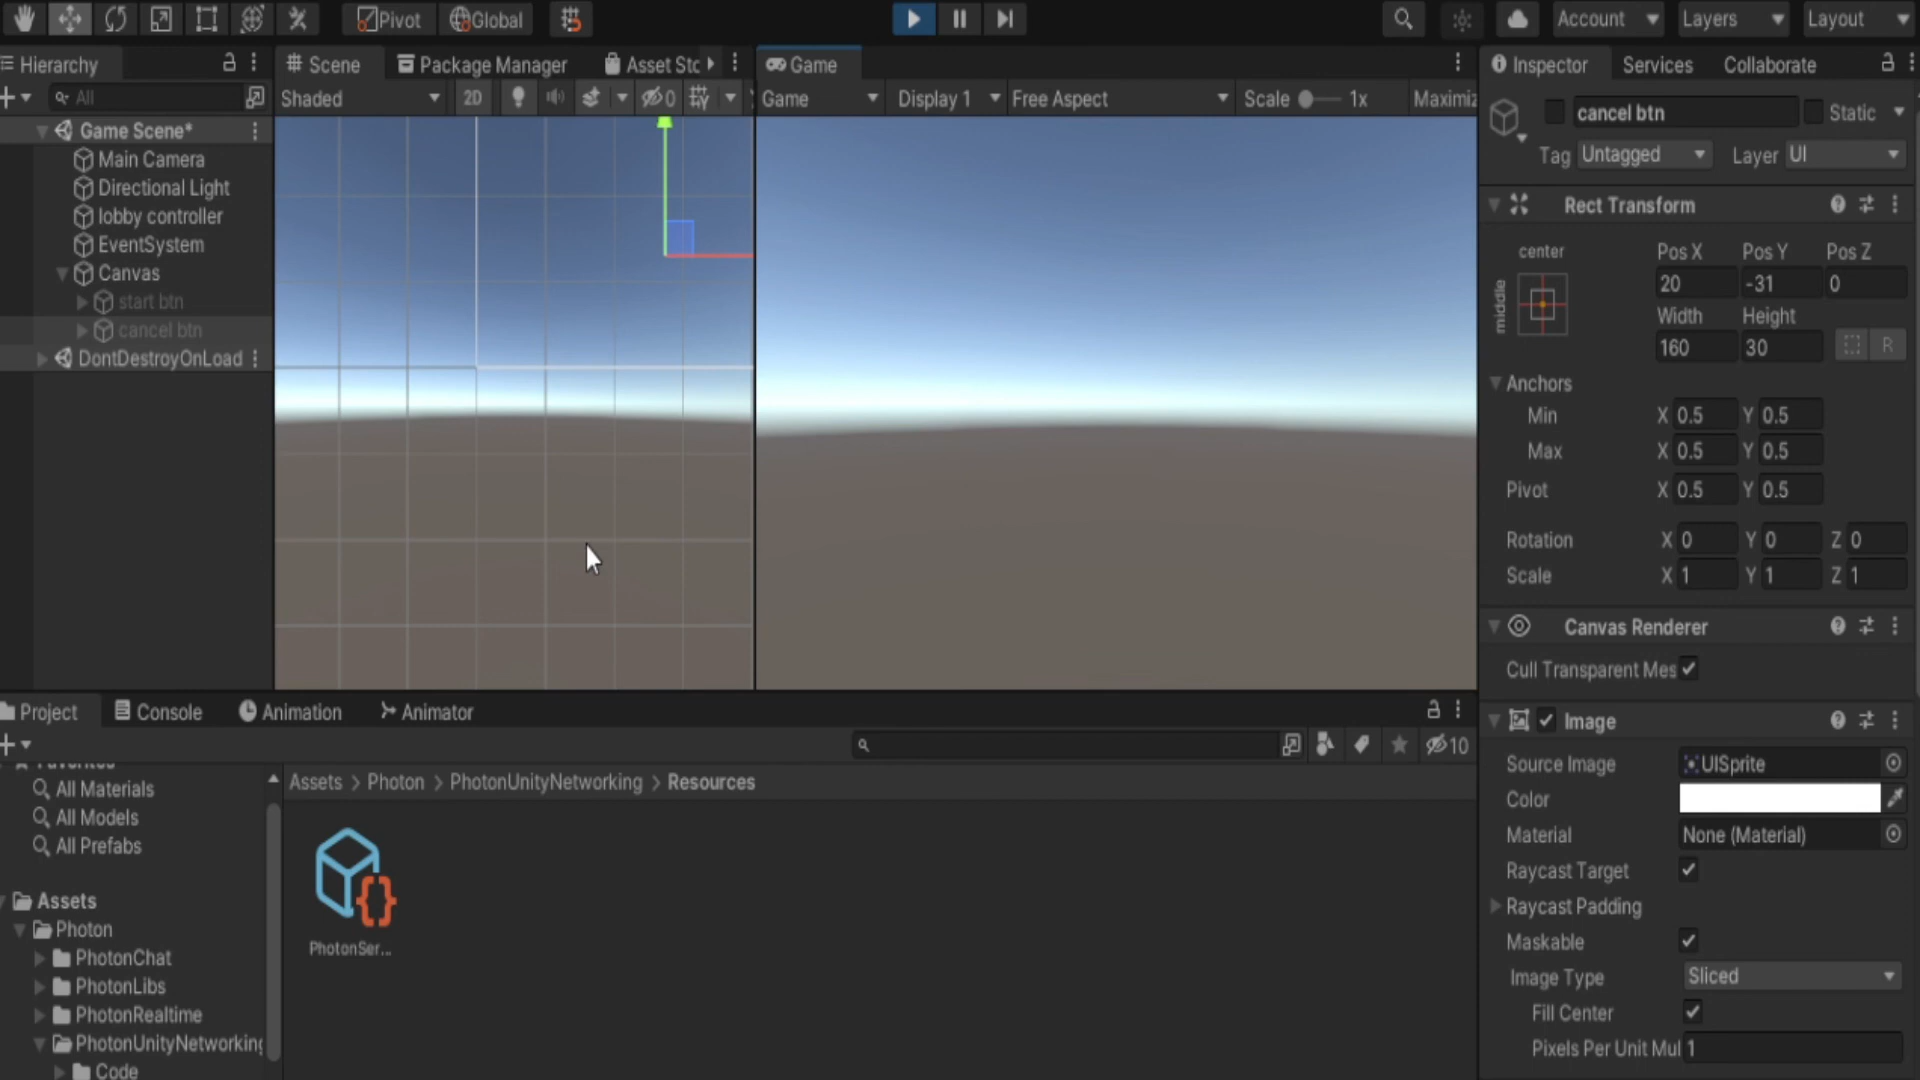 Pivot
Global
Account
Layers
Layout
Hierarchy
Scene
Package Manager
Asset Stc
Game
Inspector
Services
Collaborate
All
Shaded
2D
0
Game
Display 1
Free Aspect
Scale
1x
Maximiz
cancel btn
Static
Tag
Untagged
Layer
UI
Game Scene*
Main Camera
Directional Light
lobby controller
EventSystem
Canvas
start btn
cancel btn
DontDestroyOnLoad
Rect Transform
center
middle
Pos X
Pos Y
Pos Z
20
-31
0
Width
Height
160
30
R
Anchors
Min X 0.5 Y 0.5
Max X 0.5 Y 0.5
Pivot X 0.5 Y 0.5
Rotation X 0 Y 0 Z 0
Scale X 1 Y 1 Z 1
Canvas Renderer
Cull Transparent Mes
Image
Source Image UISprite
Color
Material None (Material)
Raycast Target
Raycast Padding
Maskable
Image Type Sliced
Fill Center
Pixels Per Unit Mul 1
Project
Console
Animation
Animator
10
Favorites
All Materials
All Models
All Prefabs
Assets
Photon
PhotonChat
PhotonLibs
PhotonRealtime
PhotonUnityNetworking
Code
Assets > Photon > PhotonUnityNetworking > Resources
PhotonSer...